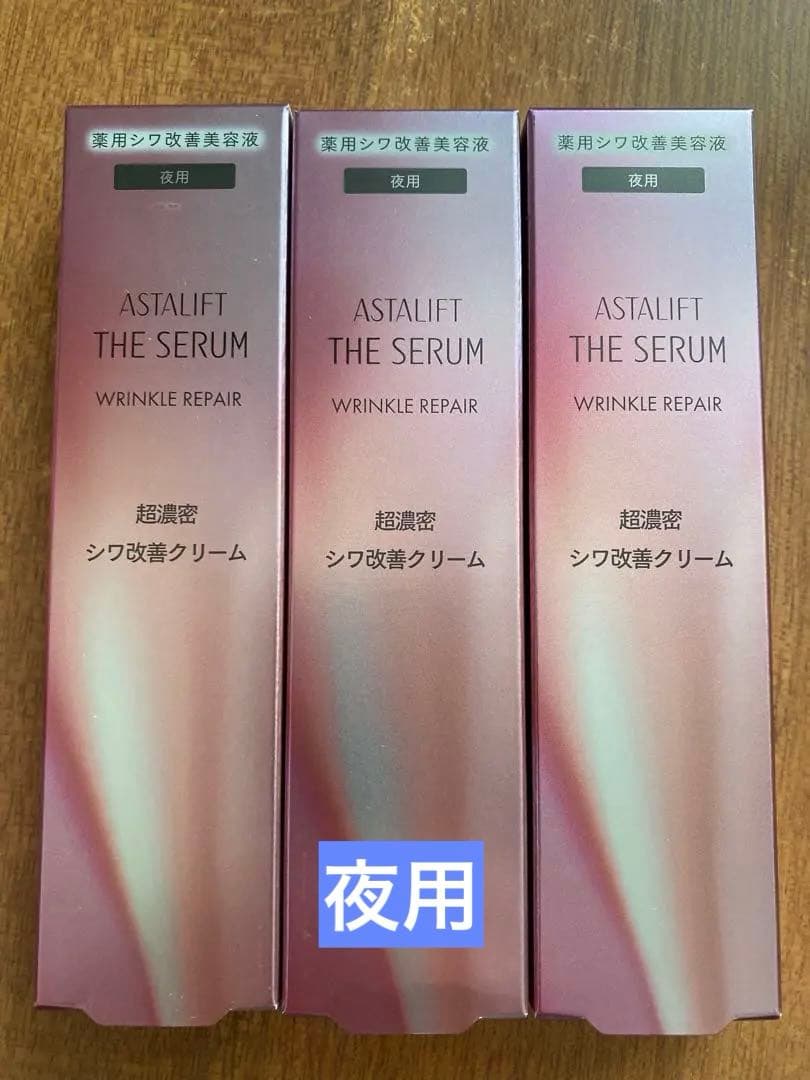 薬用シワ改善美容液
夜用
ASTALIFT
THE SERUM
WRINKLE REPAIR
超濃密
シワ改善クリーム
薬用シワ改善美容液
夜用
ASTALIFT
THE SERUM
WRINKLE REPAIR
超濃密
シワ改善クリーム
夜用
薬用シワ改善美容液
夜用
ASTALIFT
THE SERUM
WRINKLE REPAIR
超濃密
シワ改善クリーム